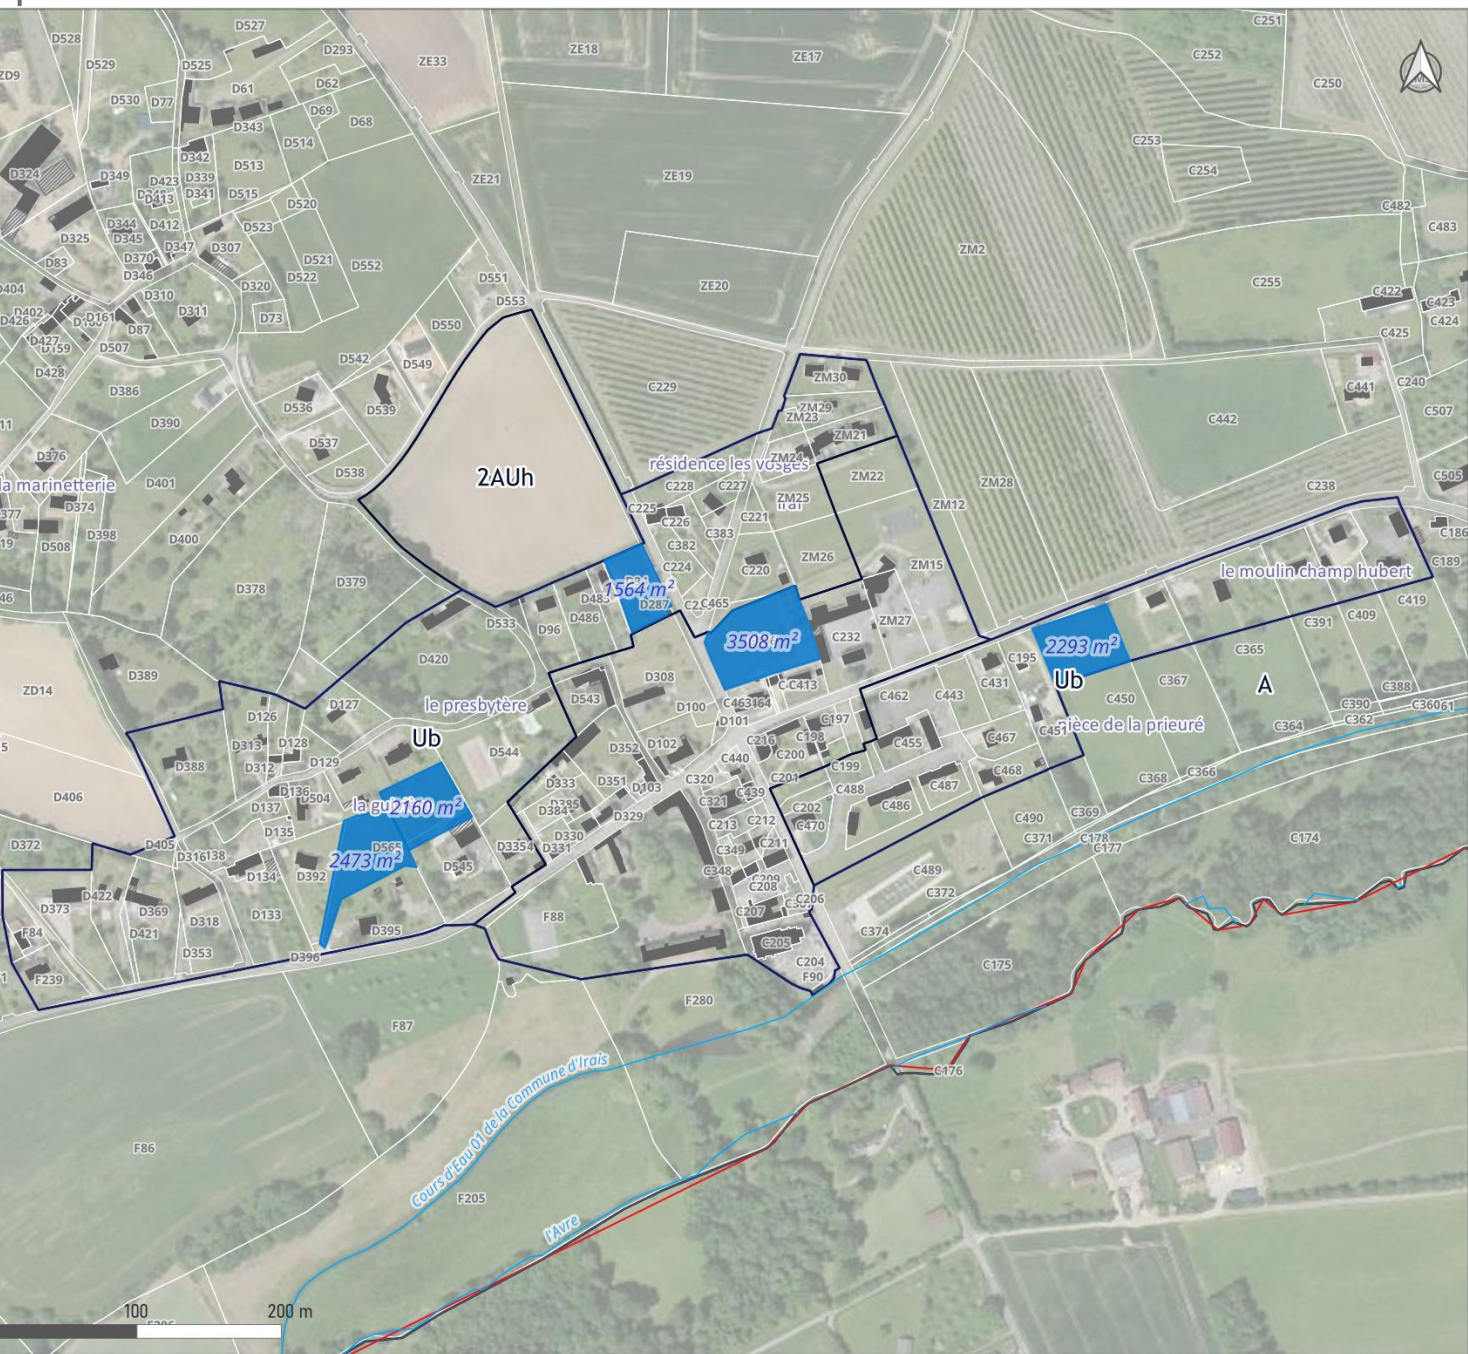 C251
D527
D528
D293
ZE18
ZE17
C252
D529
D525
ZE33
ZD9
C250
D61
D62
D530
D77
D69
D68
D343
D514
C253
D342
D513
C254
D324
D349
D423
D339
ZE21
ZE19
D413
D341
D515
D520
C482
D344
D412
D523
C483
D325
D345
D347
D307
ZM2
D83
D370
D521
D552
D346
D522
D551
D404
D320
ZE20
C255
D310
D553
C422
C423
D402
D161
D311
D73
D426
D87
D550
C424
D427
D159
D507
C425
D428
D542
D549
ZM30
D386
C229
C441
C240
D536
D539
ZM29
C507
D390
ZM23
C442
ZM21
D537
D376
résidence les vosges
ZM24
D538
2AUh
ZM22
C505
la marinetterie
D401
C228
C227
ZM28
C238
377
D374
C225
ZM25
Irai
ZM12
C226
C221
D508
D398
D400
C383
C186
C382
ZM26
C189
C224
C220
ZM15
le moulin champ hubert
D379
1564 m²
D378
D287
C465
C419
D486
C409
ZM27
C391
D533
D96
3508 m²
C232
2293 m²
C365
D420
C195
D389
D308
C413
C431
Ub
C367
A
ZD14
D543
C462
C443
C450
C388
le presbytère
D127
D100
C390
C360
D126
D101
C197
C362
pièce de la prieuré
C364
C451
Ub
D313
D128
D102
C216
C198
C455
C467
D352
D544
C440
C200
D388
D312
D129
C199
C468
C366
D333
D351
C320
C201
C368
D136
D504
D103
C439
C488
C487
D406
2160 m²
D385
C321
C202
C486
D137
D384
D329
C369
C213
C212
C470
C490
D135
D330
C371
C178
C174
D372
D405
D565
D331
C349
C211
C177
D316
2473 m²
D545
C348
C489
D134
D392
C209
D422
C208
C372
D373
D369
D133
F88
C207
C206
D318
F84
D421
D395
C374
C205
D353
D396
C204
C175
F239
F90
F280
F87
Cours d'Eau 01 de la Commune d'Irais
C176
F86
F205
l'Avre
100
200 m